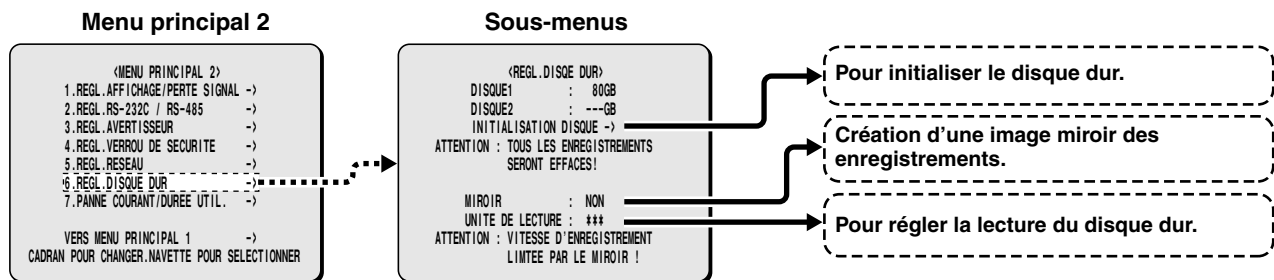 Menu principal 2
<MENU PRINCIPAL 2>
1.REGL.AFFICHAGE/PERTE SIGNAL ->
2.REGL.RS-232C / RS-485 ->
3.REGL.AVERTISSEUR ->
4.REGL.VERROU DE SECURITE ->
5.REGL.RESEAU ->
6.REGL.DISQUE DUR ->
7.PANNE COURANT/DUREE UTIL. ->
VERS MENU PRINCIPAL 1 ->
CADRAN POUR CHANGER.NAVETTE POUR SELECTIONNER
Sous-menus
<REGL.DISQE DUR>
DISQUE1 : 80GB
DISQUE2 : ---GB
INITIALISATION DISQUE ->
ATTENTION : TOUS LES ENREGISTREMENTS
SERONT EFFACES!
MIROIR : NON
UNITE DE LECTURE : ***
ATTENTION : VITESSE D'ENREGISTREMENT
LIMTEE PAR LE MIROIR !
Pour initialiser le disque dur.
Création d'une image miroir des
enregistrements.
Pour régler la lecture du disque dur.